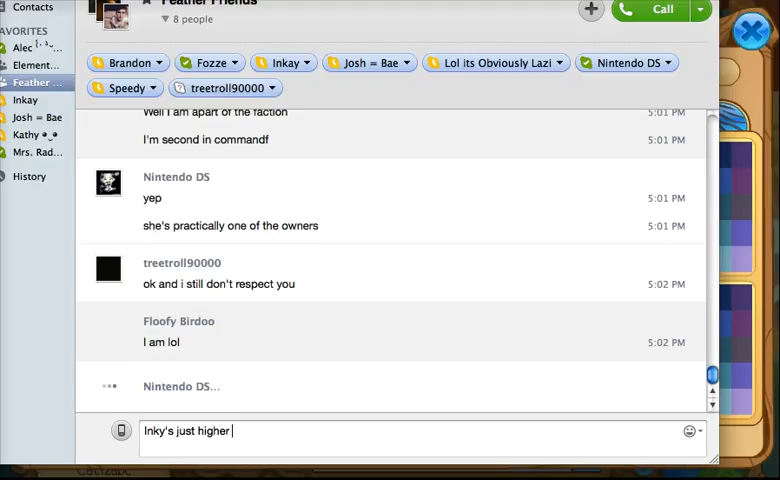 Contacts
Feather Friends
8 people
Call
AVORITES
Alec
Element...
Feather ...
Inkay
Josh = Bae
Kathy
Mrs. Rad...
History
Brandon
Fozze
Inkay
Josh = Bae
Lol its Obviously Lazi
Nintendo DS
Speedy
treetroll90000
Well I am apart of the faction 5:01 PM
I'm second in commandf 5:01 PM
Nintendo DS
yep 5:01 PM
she's practically one of the owners 5:01 PM
treetroll90000
ok and i still don't respect you 5:02 PM
Floofy Birdoo
I am lol 5:02 PM
Nintendo DS...
Inky's just higher